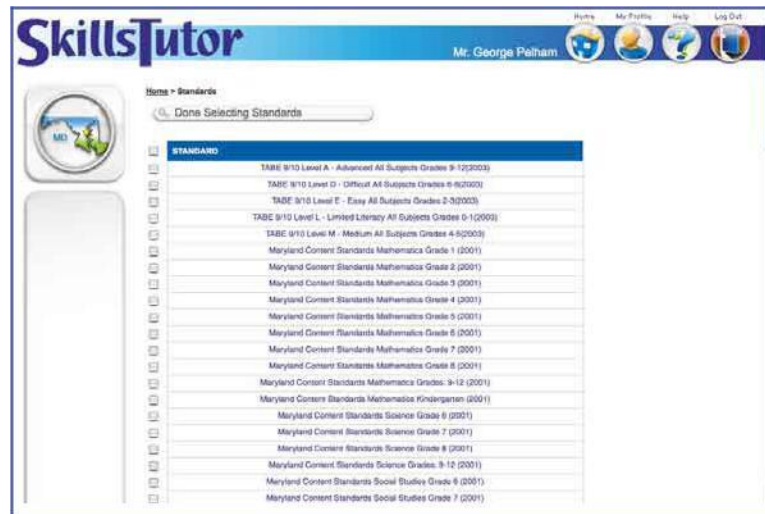 Home My Profile Help Log Out
SkillsTutor
Mr. George Pelham
Home > Standards
Done Selecting Standards
MD
STANDARD
TABE 9/10 Level A - Advanced All Subjects Grades 9-12(2003)
TABE 9/10 Level D - Difficult All Subjects Grades 6-8(2003)
TABE 9/10 Level E - Easy All Subjects Grades 2-3(2003)
TABE 9/10 Level L - Limited Literacy All Subjects Grades 0-1(2003)
TABE 9/10 Level M - Medium All Subjects Grades 4-5(2003)
Maryland Content Standards Mathematics Grade 1 (2001)
Maryland Content Standards Mathematics Grade 2 (2001)
Maryland Content Standards Mathematics Grade 3 (2001)
Maryland Content Standards Mathematics Grade 4 (2001)
Maryland Content Standards Mathematics Grade 5 (2001)
Maryland Content Standards Mathematics Grade 6 (2001)
Maryland Content Standards Mathematics Grade 7 (2001)
Maryland Content Standards Mathematics Grade 8 (2001)
Maryland Content Standards Mathematics Grades: 9-12 (2001)
Maryland Content Standards Mathematics Kindergarten (2001)
Maryland Content Standards Science Grade 6 (2001)
Maryland Content Standards Science Grade 7 (2001)
Maryland Content Standards Science Grade 8 (2001)
Maryland Content Standards Science Grades: 9-12 (2001)
Maryland Content Standards Social Studies Grade 6 (2001)
Maryland Content Standards Social Studies Grade 7 (2001)